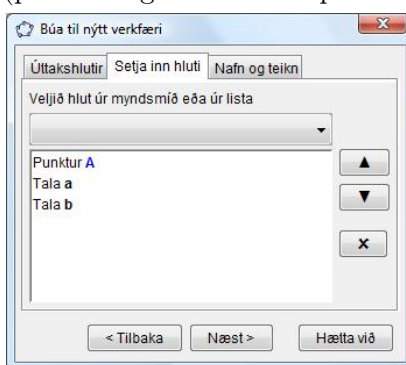 Búa til nýtt verkfæri
Úttakshlutir Setja inn hluti Nafn og teikn
Veljið hlut úr myndsmíð eða úr lista
Punktur A
Tala a
Tala b
< Tilbaka Næst > Hætta við